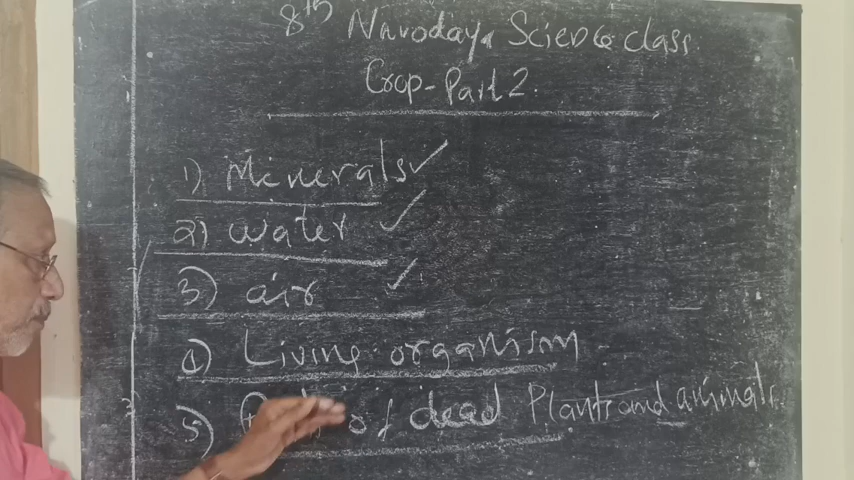 8th Navodaya Science class
Crop-Part 2.
1) Minerals ✓
2) water ✓
3) air ✓
4) Living organism
5) of dead Plants and animals